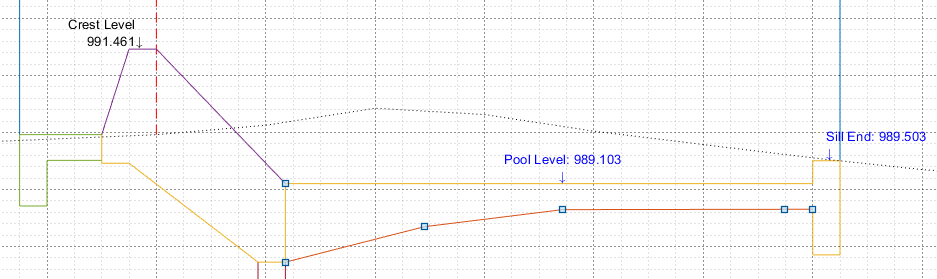 Crest Level
991.461↓
Sill End: 989.503
↓
Pool Level: 989.103
↓